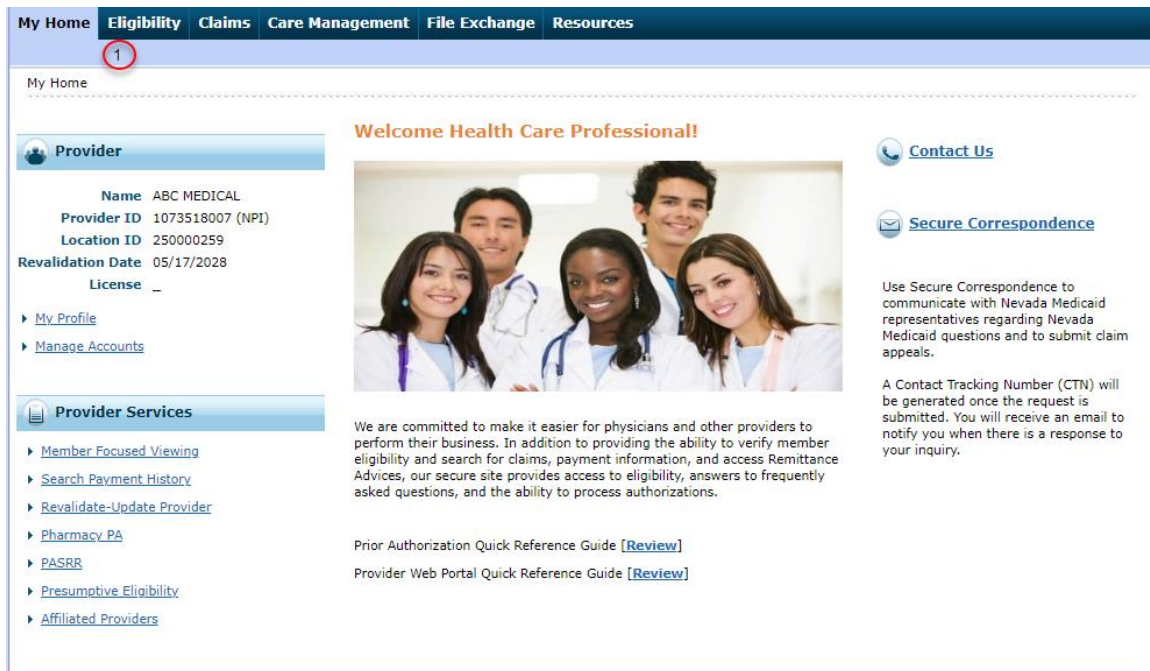 My Home Eligibility Claims Care Management File Exchange Resources
1
My Home
Provider
Name ABC MEDICAL
Provider ID 1073518007 (NPI)
Location ID 250000259
Revalidation Date 05/17/2028
License _
My Profile
Manage Accounts
Provider Services
Member Focused Viewing
Search Payment History
Revalidate-Update Provider
Pharmacy PA
PASRR
Presumptive Eligibility
Affiliated Providers
Welcome Health Care Professional!
We are committed to make it easier for physicians and other providers to
perform their business. In addition to providing the ability to verify member
eligibility and search for claims, payment information, and access Remittance
Advices, our secure site provides access to eligibility, answers to frequently
asked questions, and the ability to process authorizations.
Prior Authorization Quick Reference Guide [Review]
Provider Web Portal Quick Reference Guide [Review]
Contact Us
Secure Correspondence
Use Secure Correspondence to
communicate with Nevada Medicaid
representatives regarding Nevada
Medicaid questions and to submit claim
appeals.
A Contact Tracking Number (CTN) will
be generated once the request is
submitted. You will receive an email to
notify you when there is a response to
your inquiry.